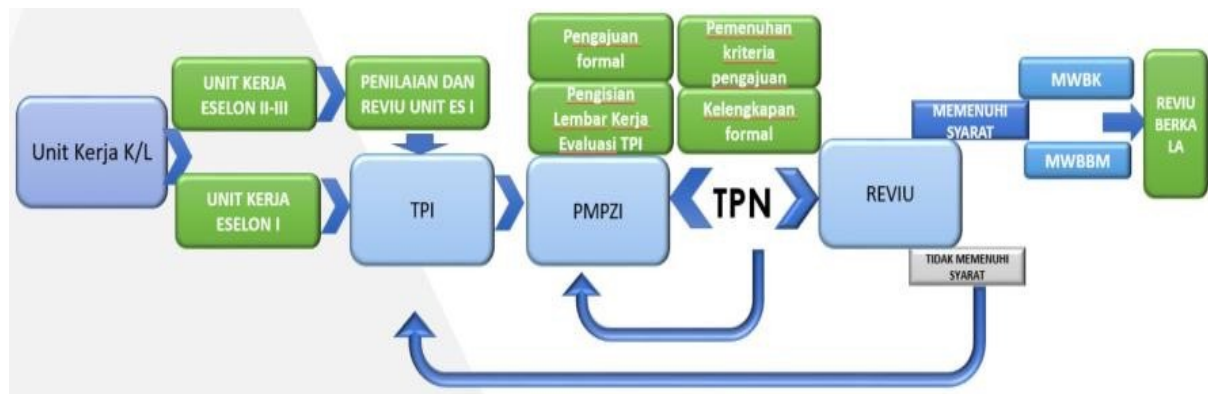 Unit Kerja K/L
UNIT KERJA
ESELON II-III
UNIT KERJA
ESELON I
PENILAIAN DAN
REVIU UNIT ES I
TPI
Pengajuan
formal
Pengisian
Lembar Kerja
Evaluasi TPI
PMPZI
Pemenuhan
kriteria
pengajuan
Kelengkapan
formal
TPN
REVIU
MEMENUHI
SYARAT
TIDAK MEMENUHI
SYARAT
MWBK
MWBBM
REVIU
BERKA
LA